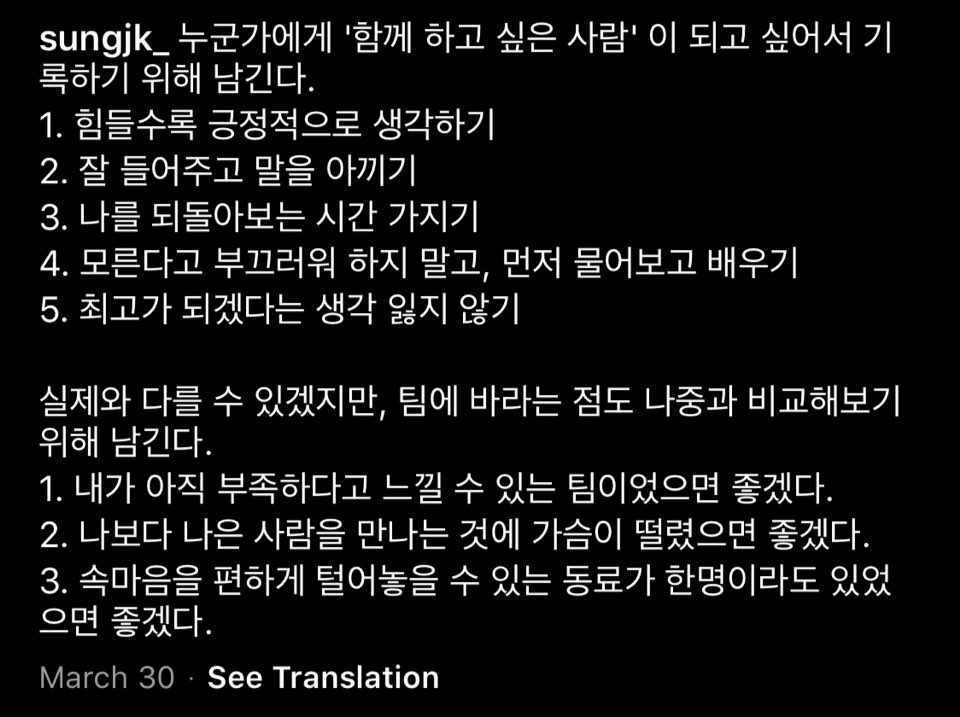 sungjk_ 누군가에게 '함께 하고 싶은 사람' 이 되고 싶어서 기
록하기 위해 남긴다.
1. 힘들수록 긍정적으로 생각하기
2. 잘 들어주고 말을 아끼기
3. 나를 되돌아보는 시간 가지기
4. 모른다고 부끄러워 하지 말고, 먼저 물어보고 배우기
5. 최고가 되겠다는 생각 잃지 않기
실제와 다를 수 있겠지만, 팀에 바라는 점도 나중과 비교해보기
위해 남긴다.
1. 내가 아직 부족하다고 느낄 수 있는 팀이었으면 좋겠다.
2. 나보다 나은 사람을 만나는 것에 가슴이 떨렸으면 좋겠다.
3. 속마음을 편하게 털어놓을 수 있는 동료가 한명이라도 있었
으면 좋겠다.
March 30 · See Translation